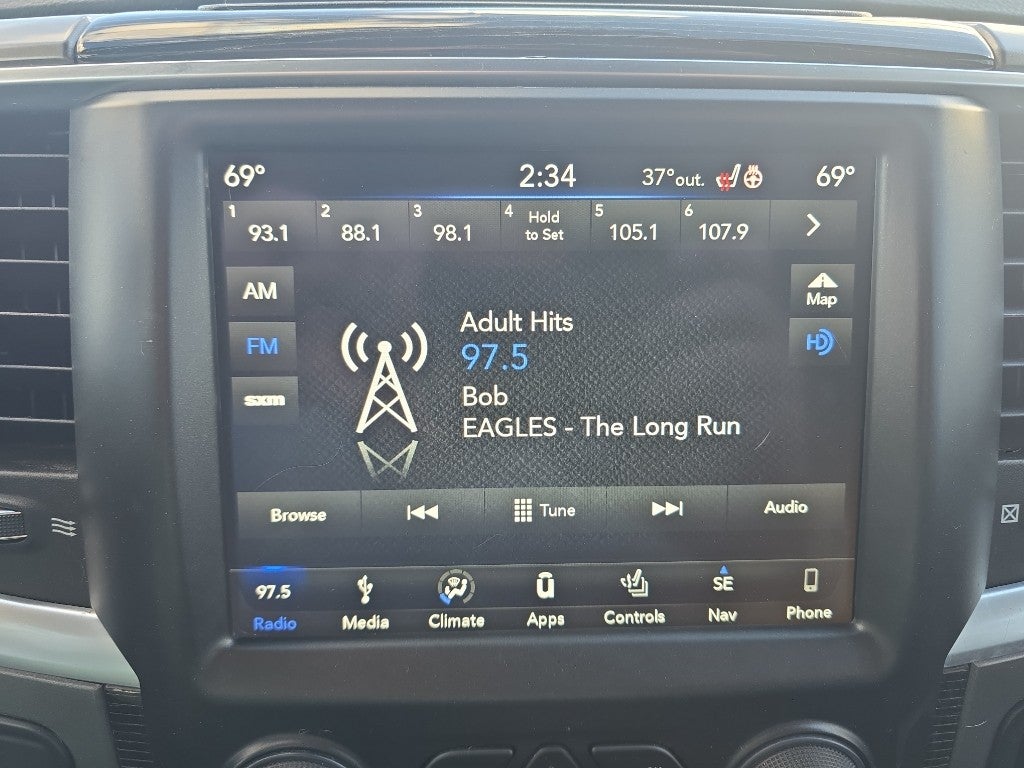 69° 2:34 37°out. 69°
1 93.1 2 88.1 3 98.1 4 Hold to Set 5 105.1 6 107.9
AM
Map
FM
HD
sxm
Adult Hits
97.5
Bob
EAGLES - The Long Run
Browse Tune Audio
97.5 SE
Radio Media Climate Apps Controls Nav Phone